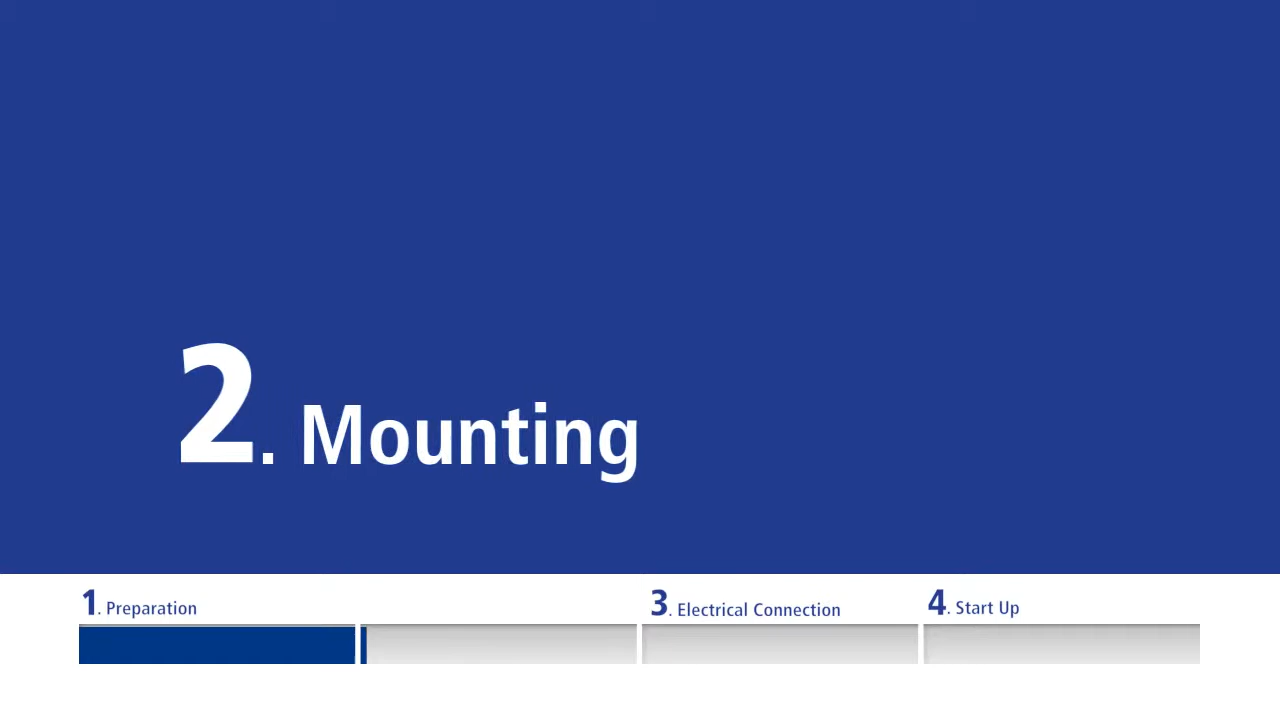 2. Mounting
1. Preparation
3. Electrical Connection
4. Start Up